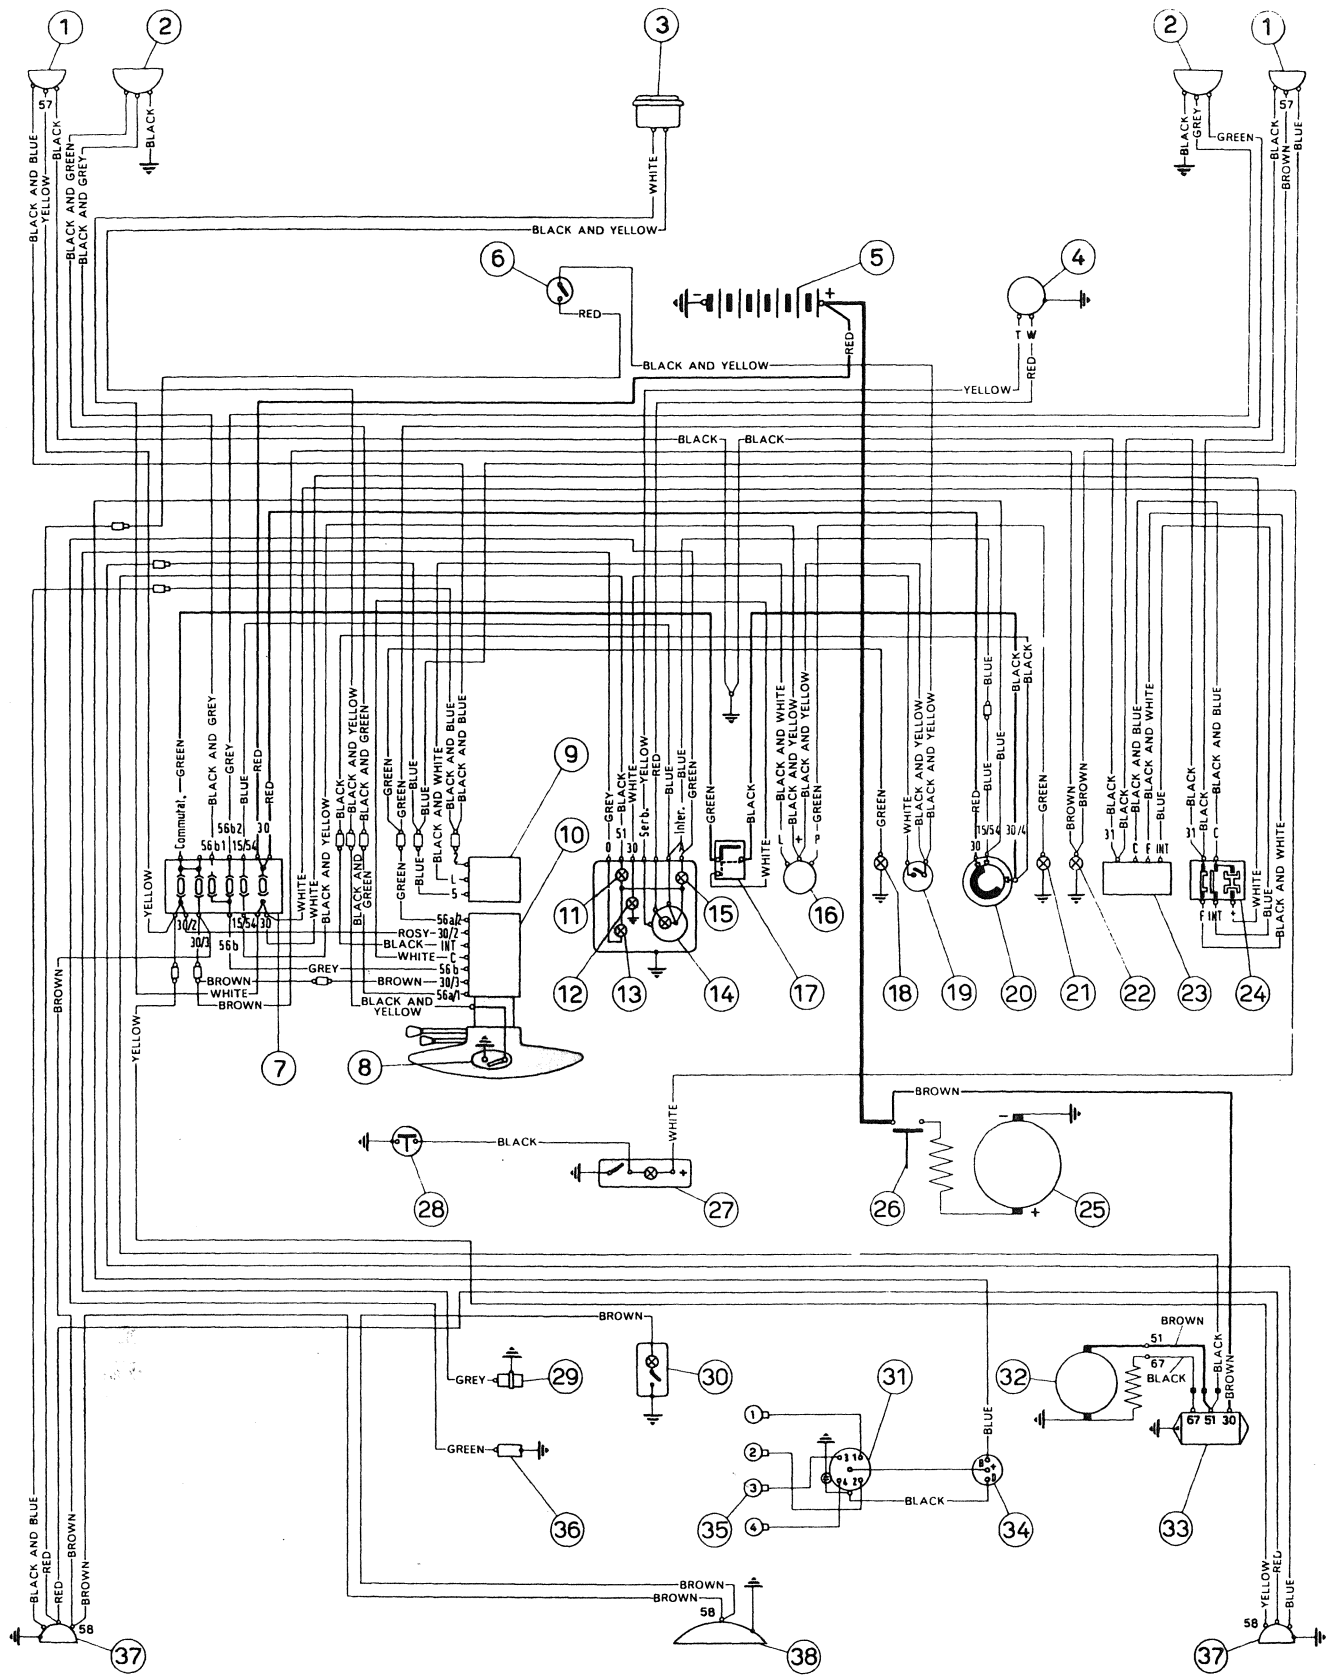 1
2
3
2
1
57
57
BLACK AND BLUE
YELLOW
BLACK
BLACK AND GREEN
BLACK AND GREY
BLACK
WHITE
BLACK AND YELLOW
BLACK
GREY
GREEN
BLACK
BROWN
BLUE
6
5
4
RED
- +
T W
RED
BLACK AND YELLOW
RED
YELLOW
BLACK
BLACK
Commutat.
GREEN
BLACK AND GREY
GREY
BLUE
RED
RED
56b2
30
56b1
15/54
BLACK AND YELLOW
WHITE
WHITE
BLACK
BLACK AND YELLOW
BLACK AND GREEN
BLACK AND
GREEN
GREEN
GREEN
GREEN
BLUE
BLUE
BLUE
BLACK AND WHITE
BLACK AND BLUE
BLACK AND BLUE
2
L
S
9
10
YELLOW
30/2
15/54
30
30/3
56b
BROWN
WHITE
BROWN
BROWN
YELLOW
7
56a/2
ROSY
30/2
BLACK
INT
WHITE
C
GREY
56b
BROWN
30/3
56a/1
BLACK AND
YELLOW
8
GREY
BLACK
WHITE
YELLOW
RED
BLUE
BLUE
GREEN
0
51
30
Serb.
Inter.
A
11
12
13
14
15
GREEN
BLACK
WHITE
17
BLACK AND WHITE
BLACK AND YELLOW
BLACK AND YELLOW
GREEN
L
+
P
16
GREEN
18
WHITE
BLACK AND YELLOW
BLACK AND YELLOW
19
RED
BLUE
BLUE
BLUE
BLACK
BLACK
30
15/54
30/4
20
GREEN
21
BROWN
BROWN
22
BLACK
BLACK
BLACK AND BLUE
BLACK AND WHITE
BLUE
31
C
F
INT
23
BLACK
BLACK AND BLUE
31
C
F INT +
WHITE
BLUE
BLACK AND WHITE
24
BROWN
28
BLACK
WHITE
+
27
26
-
+
25
BROWN
GREY
29
30
31
32
51
BROWN
67
BLACK
BLACK
BROWN
67 51 30
33
GREEN
36
1
2
3
4
35
3 1
4 2
BLACK
BLUE
B
+
D
34
BLACK AND BLUE
RED
RED
BROWN
BROWN
58
37
BROWN
BROWN
58
38
YELLOW
RED
BLUE
58
37